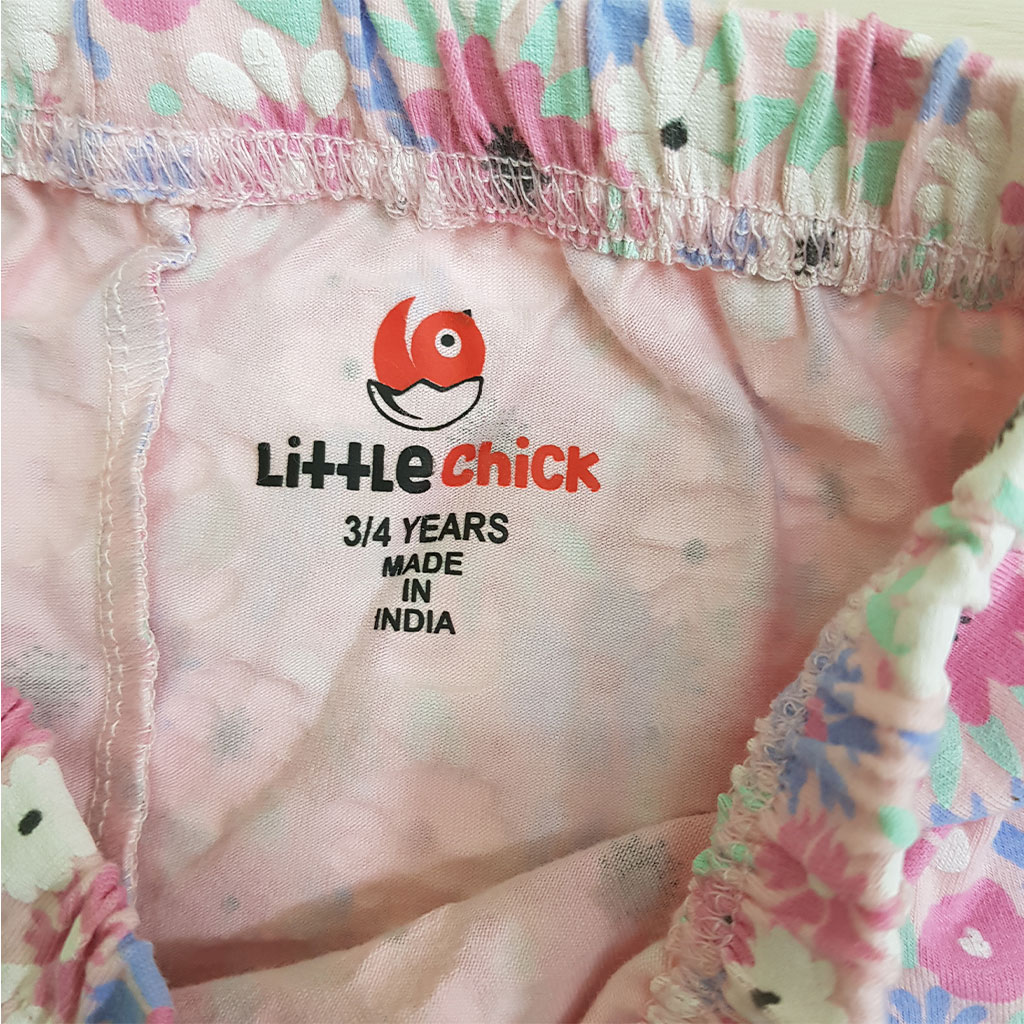 Little chick
3/4 YEARS
MADE
IN
INDIA